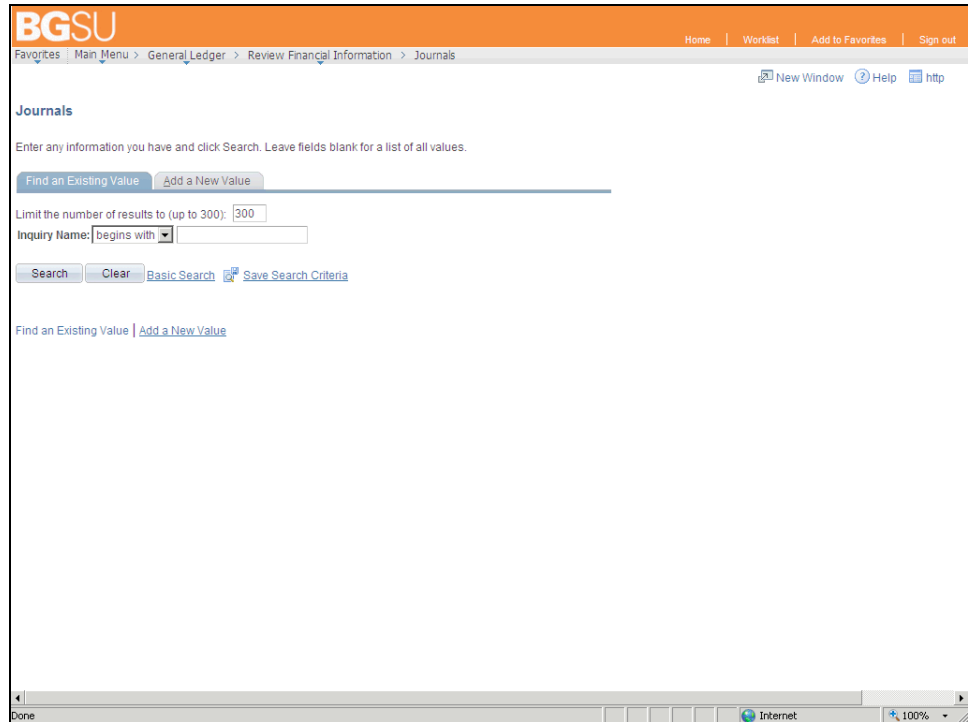 BGSU
Home | Worklist | Add to Favorites | Sign out
Favorites Main Menu > General Ledger > Review Financial Information > Journals
New Window ? Help http
Journals
Enter any information you have and click Search. Leave fields blank for a list of all values.
Find an Existing Value Add a New Value
Limit the number of results to (up to 300): 300
Inquiry Name: begins with
Search Clear Basic Search Save Search Criteria
Find an Existing Value | Add a New Value
Done Internet 100%